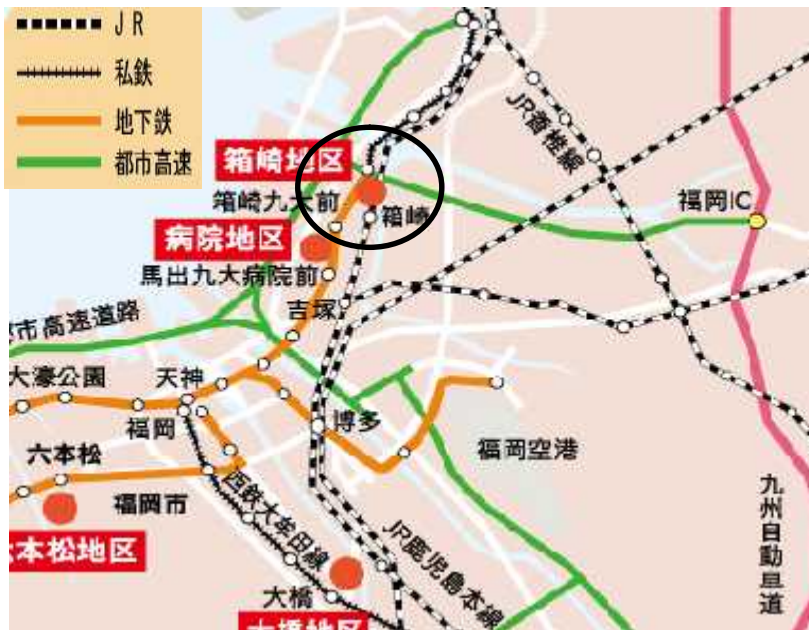 JR
私鉄
地下鉄
都市高速
箱崎地区
箱崎九大前
箱崎
病院地区
馬出九大病院前
吉塚
JR香椎線
福岡IC
市高速道路
大濠公園
天神
福岡
博多
福岡空港
六本松
福岡市
本松地区
西鉄大牟田線
JR鹿児島本線
大橋
大橋地区
九州自動車道